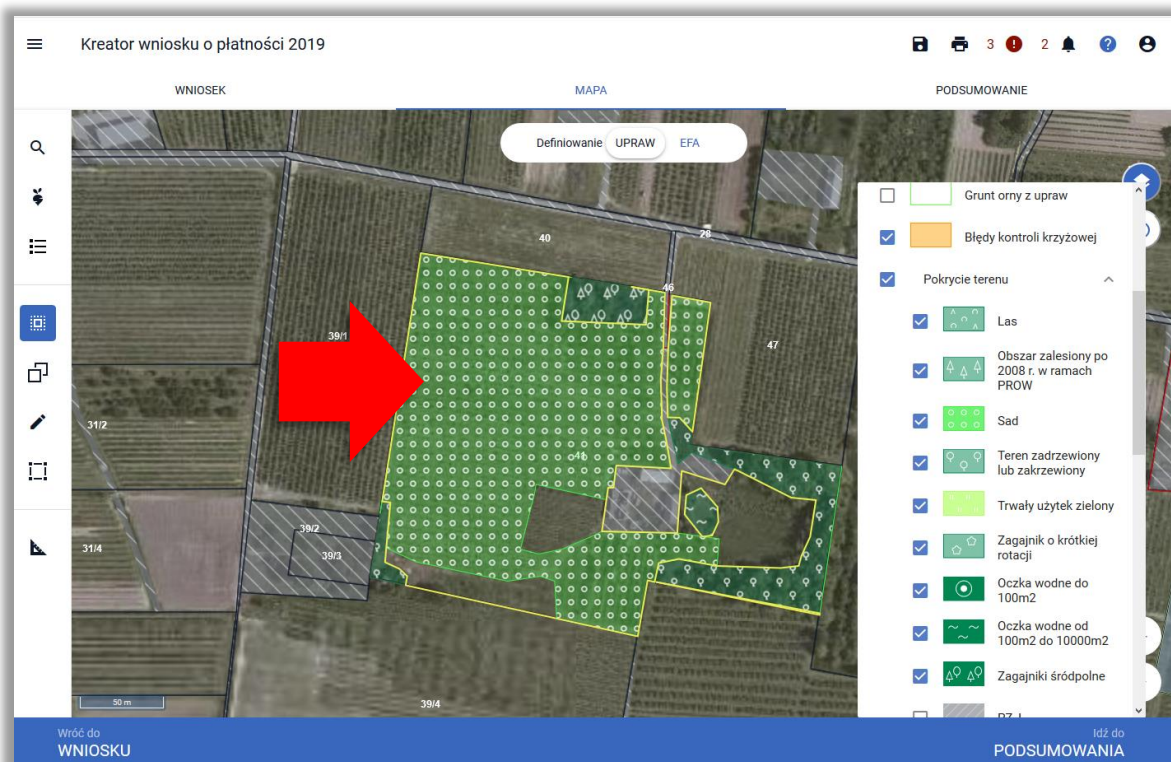 Kreator wniosku o płatności 2019
3
2
WNIOSEK
MAPA
PODSUMOWANIE
Definiowanie UPRAW EFA
Grunt orny z upraw
Błędy kontroli krzyżowej
Pokrycie terenu
Las
Obszar zalesiony po
2008 r. w ramach
PROW
Sad
Teren zadrzewiony
lub zakrzewiony
Trwały użytek zielony
Zagajnik o krótkiej
rotacji
Oczka wodne do
100m2
Oczka wodne od
100m2 do 10000m2
Zagajniki śródpolne
40
28
46
39/1
47
31/2
41
39/2
39/3
31/4
39/4
50 m
Wróć do
WNIOSKU
Idź do
PODSUMOWANIA